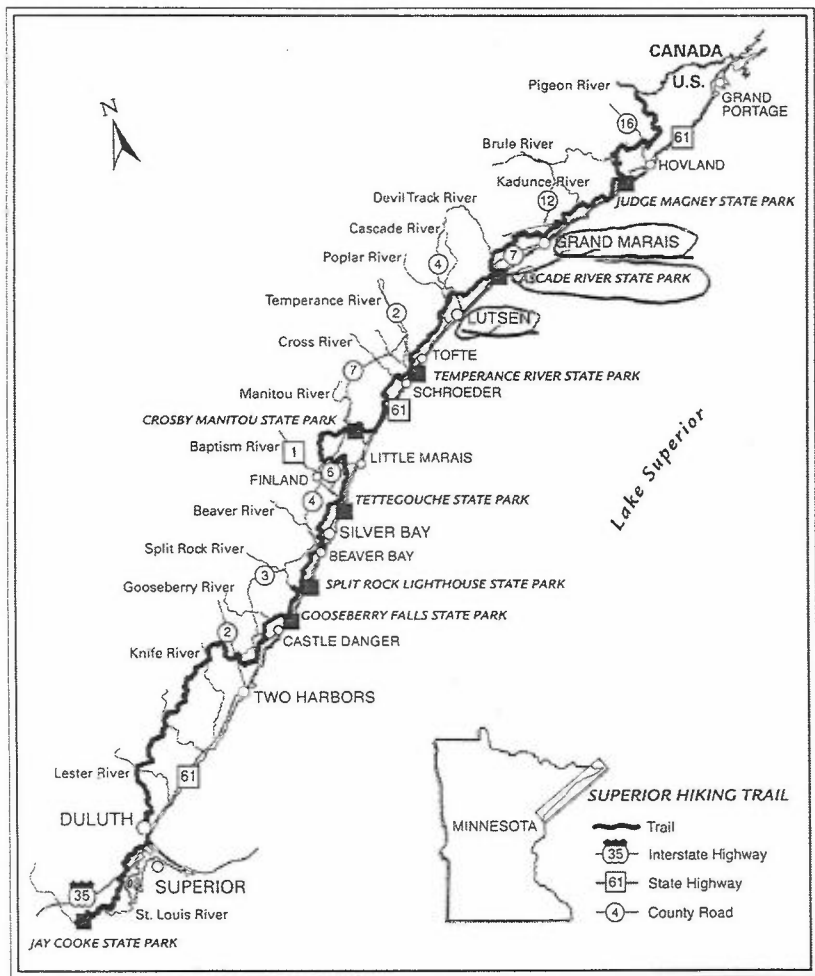 CANADA
U.S.
N
Pigeon River
GRAND
PORTAGE
16
61
Brule River
HOVLAND
Kadunce River
JUDGE MAGNEY STATE PARK
Devil Track River
12
Cascade River
GRAND MARAIS
Poplar River
4
7
ASCADE RIVER STATE PARK
Temperance River
2
LUTSEN
Cross River
TOFTE
7
TEMPERANCE RIVER STATE PARK
Manitou River
SCHROEDER
61
CROSBY MANITOU STATE PARK
Lake Superior
Baptism River
1
6
LITTLE MARAIS
FINLAND
4
TETTEGOUCHE STATE PARK
Beaver River
SILVER BAY
Split Rock River
BEAVER BAY
3
SPLIT ROCK LIGHTHOUSE STATE PARK
Gooseberry River
GOOSEBERRY FALLS STATE PARK
2
CASTLE DANGER
Knife River
TWO HARBORS
Lester River
61
DULUTH
SUPERIOR
35
St. Louis River
JAY COOKE STATE PARK
MINNESOTA
SUPERIOR HIKING TRAIL
Trail
35 Interstate Highway
61 State Highway
4 County Road